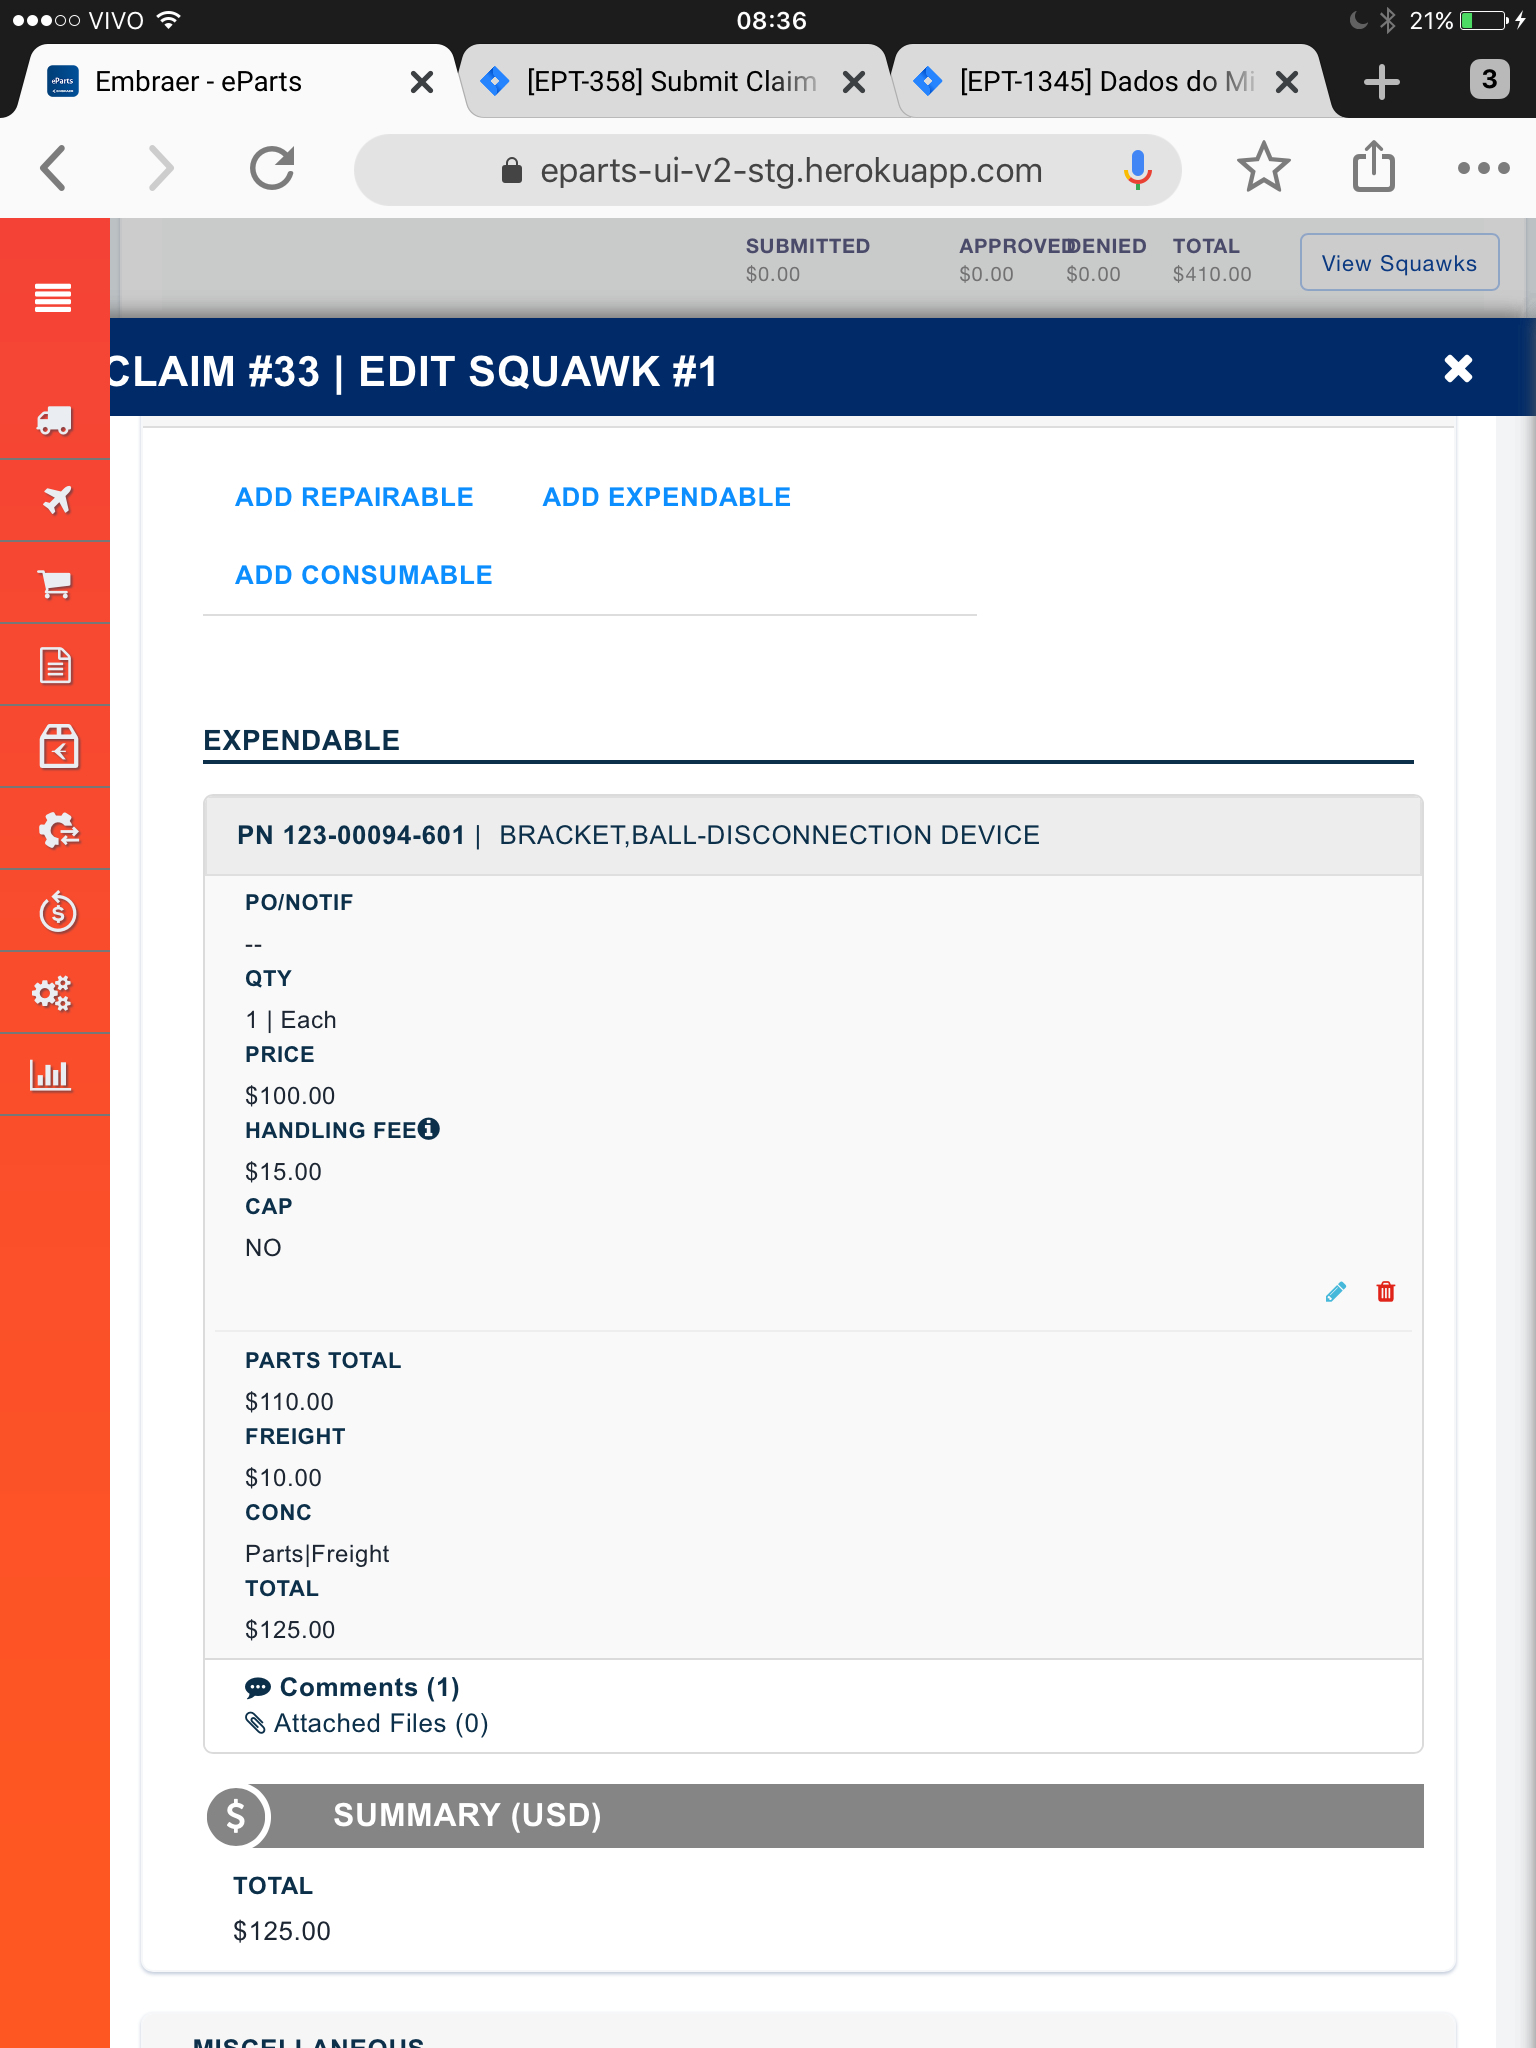 VIVO 08:36 21%
eParts Embraer - eParts [EPT-358] Submit Claim [EPT-1345] Dados do Mi 3
eparts-ui-v2-stg.herokuapp.com
SUBMITTED APPROVED DENIED TOTAL
$0.00 $0.00 $0.00 $410.00
View Squawks
CLAIM #33 | EDIT SQUAWK #1
ADD REPAIRABLE ADD EXPENDABLE
ADD CONSUMABLE
EXPENDABLE
PN 123-00094-601 | BRACKET,BALL-DISCONNECTION DEVICE
PO/NOTIF
--
QTY
1 | Each
PRICE
$100.00
HANDLING FEE
$15.00
CAP
NO
PARTS TOTAL
$110.00
FREIGHT
$10.00
CONC
Parts|Freight
TOTAL
$125.00
Comments (1)
Attached Files (0)
$ SUMMARY (USD)
TOTAL
$125.00
MISCELLANEOUS